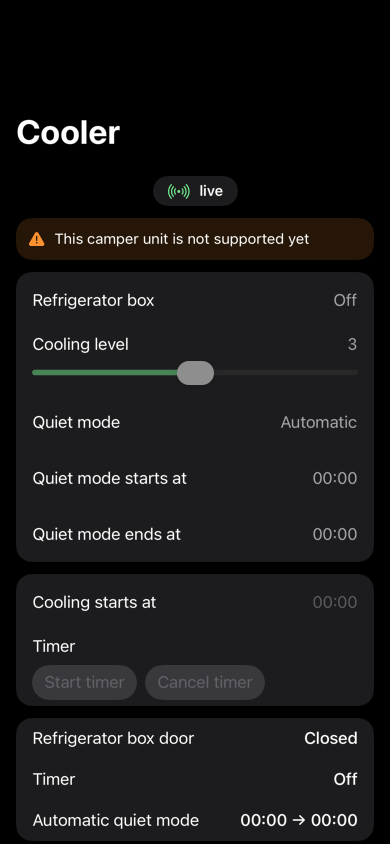 Cooler
live
This camper unit is not supported yet
Refrigerator box Off
Cooling level 3
Quiet mode Automatic
Quiet mode starts at 00:00
Quiet mode ends at 00:00
Cooling starts at 00:00
Timer
Start timer Cancel timer
Refrigerator box door Closed
Timer Off
Automatic quiet mode 00:00 → 00:00